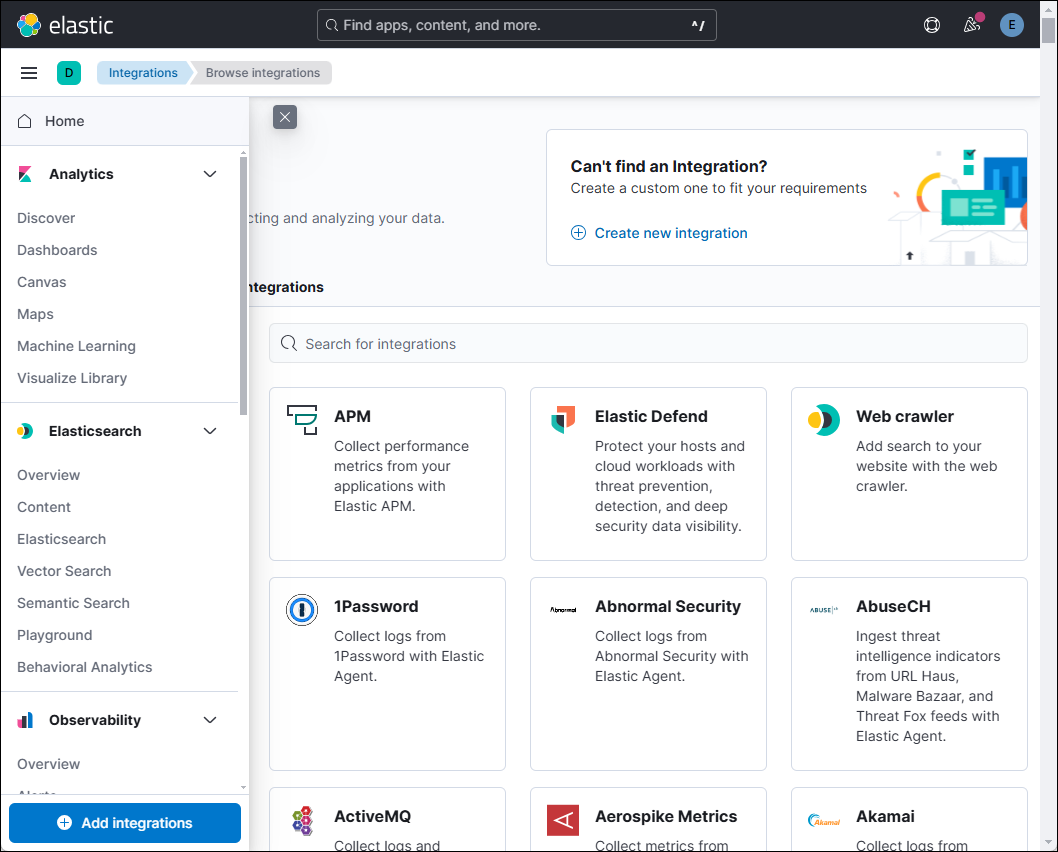 elastic
Find apps, content, and more.
^/
E
D
Integrations
Browse integrations
Home
Analytics
Discover
Dashboards
Canvas
Maps
Machine Learning
Visualize Library
Elasticsearch
Overview
Content
Elasticsearch
Vector Search
Semantic Search
Playground
Behavioral Analytics
Observability
Overview
Alerts
Add integrations
cting and analyzing your data.
Can't find an Integration?
Create a custom one to fit your requirements
Create new integration
ntegrations
Search for integrations
APM
Collect performance
metrics from your
applications with
Elastic APM.
Elastic Defend
Protect your hosts and
cloud workloads with
threat prevention,
detection, and deep
security data visibility.
Web crawler
Add search to your
website with the web
crawler.
1Password
Collect logs from
1Password with Elastic
Agent.
Abnormal
Abnormal Security
Collect logs from
Abnormal Security with
Elastic Agent.
ABUSE|ch
AbuseCH
Ingest threat
intelligence indicators
from URL Haus,
Malware Bazaar, and
Threat Fox feeds with
Elastic Agent.
ActiveMQ
Collect logs and
Aerospike Metrics
Collect metrics from
Akamai
Akamai
Collect logs from